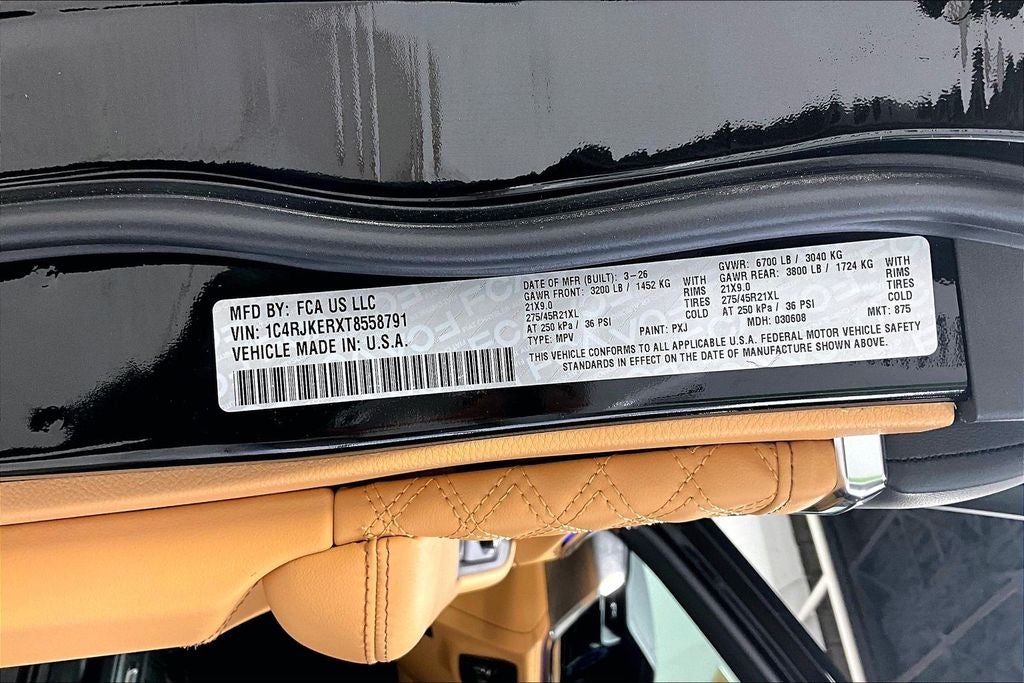 MFD BY: FCA US LLC
VIN: 1C4RJKERXT8558791
VEHICLE MADE IN: U.S.A.
DATE OF MFR (BUILT): 3-26
GAWR FRONT: 3200 LB / 1452 KG WITH
21X9.0 RIMS
275/45R21XL TIRES
AT 250 kPa / 36 PSI COLD
TYPE: MPV PAINT: PXJ
GVWR: 6700 LB / 3040 KG
GAWR REAR: 3800 LB / 1724 KG WITH
21X9.0 RIMS
275/45R21XL TIRES
AT 250 kPa / 36 PSI COLD
MDH: 030608 MKT: 875
THIS VEHICLE CONFORMS TO ALL APPLICABLE U.S.A. FEDERAL MOTOR VEHICLE SAFETY
STANDARDS IN EFFECT ON THE DATE OF MANUFACTURE SHOWN ABOVE.